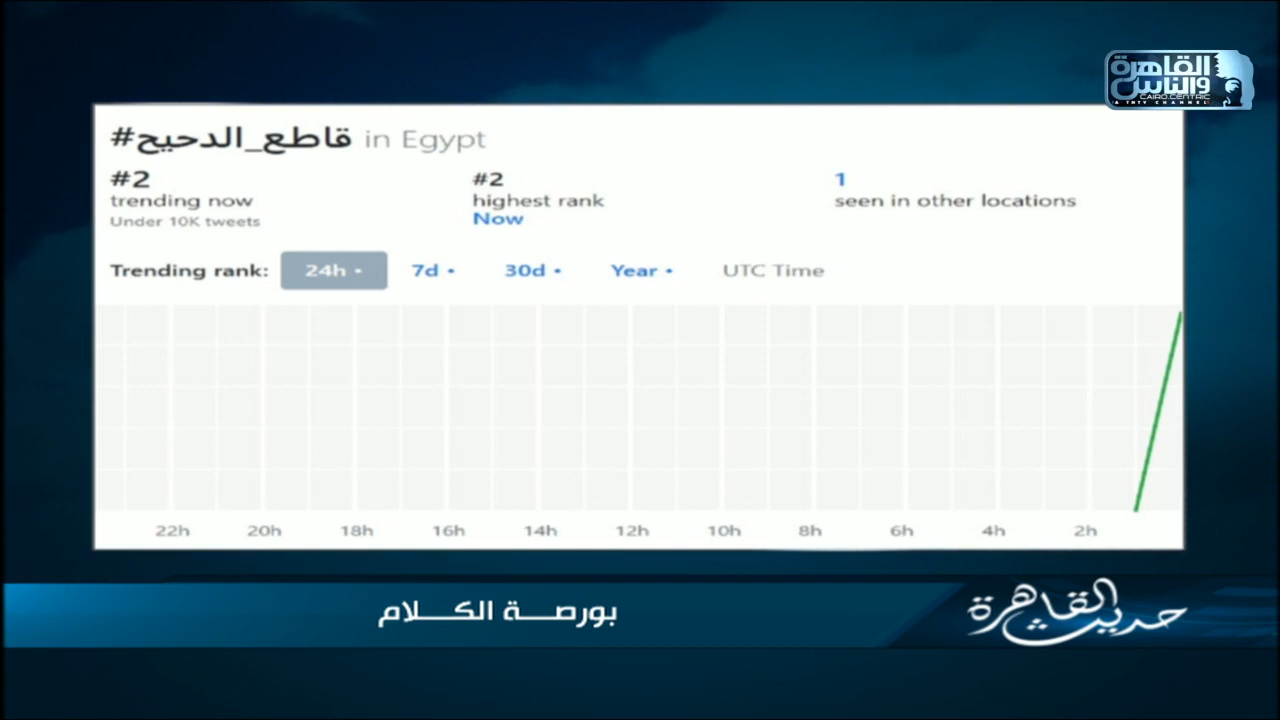 القاهرة
والناس
CAIRO.CENTRIC
A TNTV CHANNEL
#قاطع_الدحيح in Egypt
#2
trending now
Under 10K tweets
#2
highest rank
Now
1
seen in other locations
Trending rank: 24h • 7d • 30d • Year • UTC Time
22h 20h 18h 16h 14h 12h 10h 8h 6h 4h 2h
حديث القاهرة
بورصة الكلام